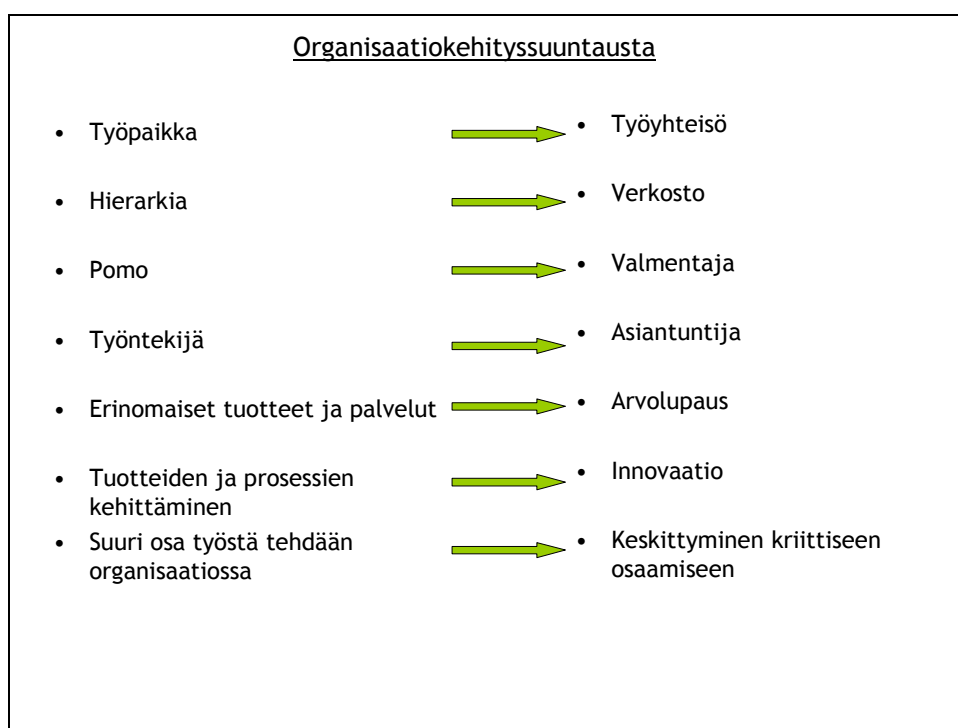 Organisaatiokehityssuuntausta
• Työpaikka
• Työyhteisö
• Hierarkia
• Verkosto
• Pomo
• Valmentaja
• Työntekijä
• Asiantuntija
• Erinomaiset tuotteet ja palvelut
• Arvolupaus
• Tuotteiden ja prosessien
kehittäminen
• Innovaatio
• Suuri osa työstä tehdään
organisaatiossa
• Keskittyminen kriittiseen
osaamiseen